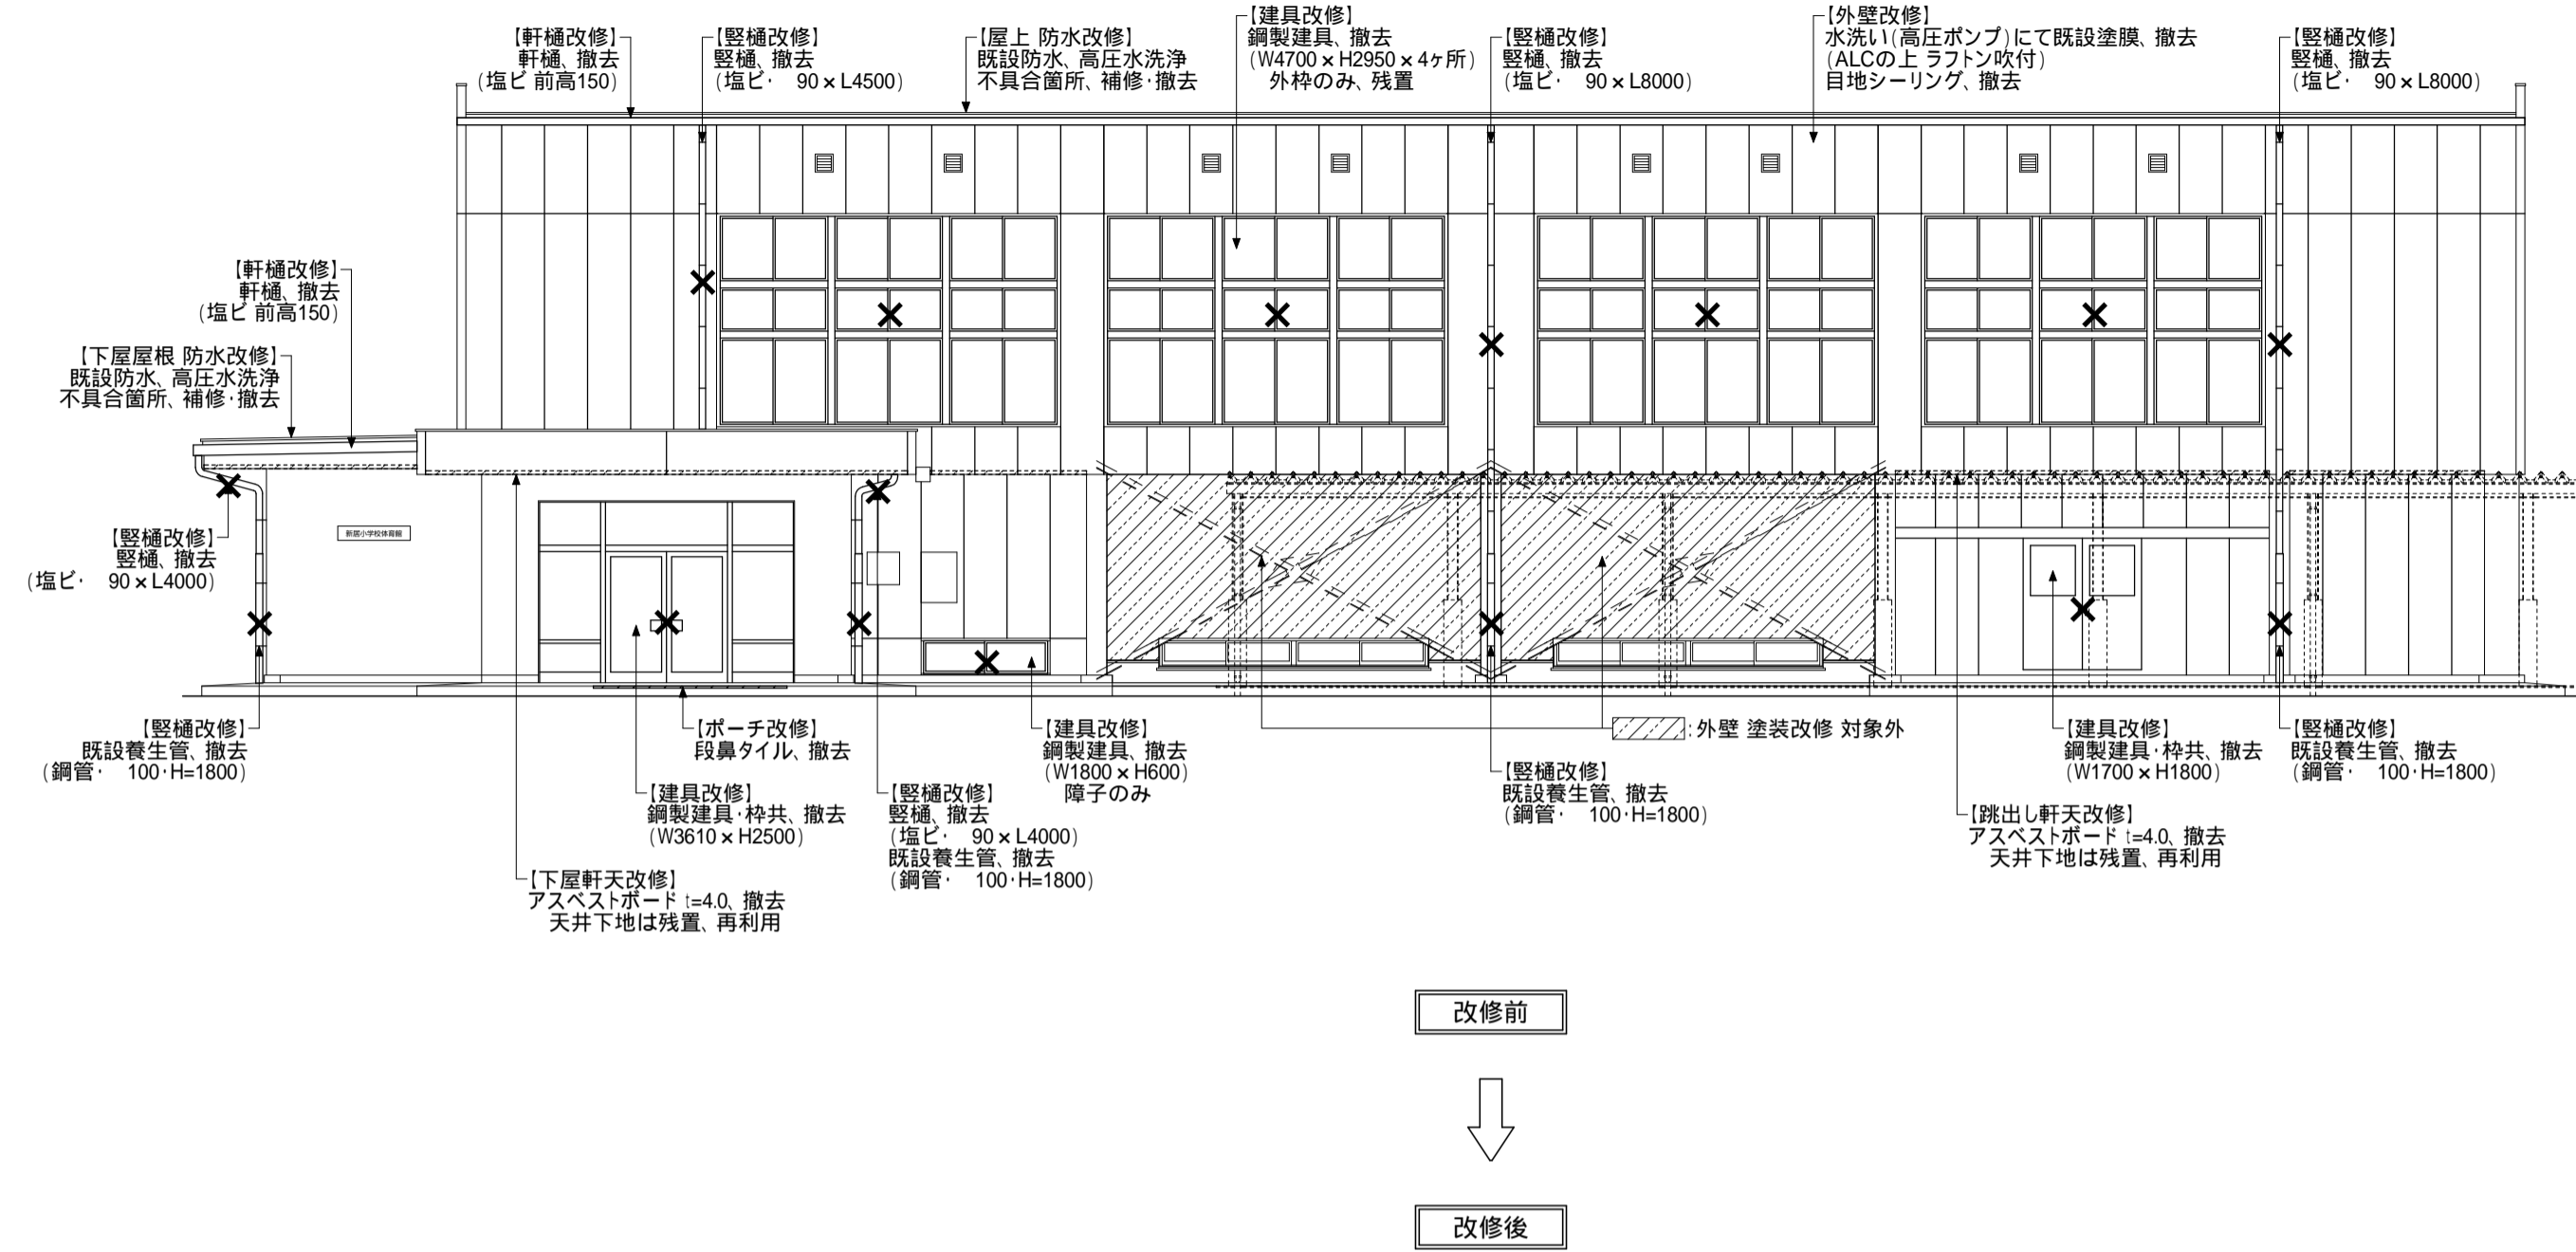 【軒樋改修】
軒樋、撤去
(塩ビ 前高150)
【竪樋改修】
竪樋、撤去
(塩ビ・　90×L4500)
【屋上 防水改修】
既設防水、高圧水洗浄
不具合箇所、補修・撤去
【建具改修】
鋼製建具、撤去
(W4700×H2950×4ヶ所)
外枠のみ、残置
【竪樋改修】
竪樋、撤去
(塩ビ・　90×L8000)
【外壁改修】
水洗い(高圧ポンプ)にて既設塗膜、撤去
(ALCの上 ラフトン吹付)
目地シーリング、撤去
【竪樋改修】
竪樋、撤去
(塩ビ・　90×L8000)
【軒樋改修】
軒樋、撤去
(塩ビ 前高150)
【下屋屋根 防水改修】
既設防水、高圧水洗浄
不具合箇所、補修・撤去
【竪樋改修】
竪樋、撤去
(塩ビ・　90×L4000)
新居小学校体育館
【竪樋改修】
既設養生管、撤去
(鋼管・　100・H=1800)
【ポーチ改修】
段鼻タイル、撤去
【建具改修】
鋼製建具・枠共、撤去
(W3610×H2500)
【下屋軒天改修】
アスベストボード t=4.0、撤去
天井下地は残置、再利用
【竪樋改修】
竪樋、撤去
(塩ビ・　90×L4000)
既設養生管、撤去
(鋼管・　100・H=1800)
【建具改修】
鋼製建具、撤去
(W1800×H600)
障子のみ
:外壁 塗装改修 対象外
【竪樋改修】
既設養生管、撤去
(鋼管・　100・H=1800)
【建具改修】
鋼製建具・枠共、撤去
(W1700×H1800)
【竪樋改修】
既設養生管、撤去
(鋼管・　100・H=1800)
【跳出し軒天改修】
アスベストボード t=4.0、撤去
天井下地は残置、再利用
改修前
改修後